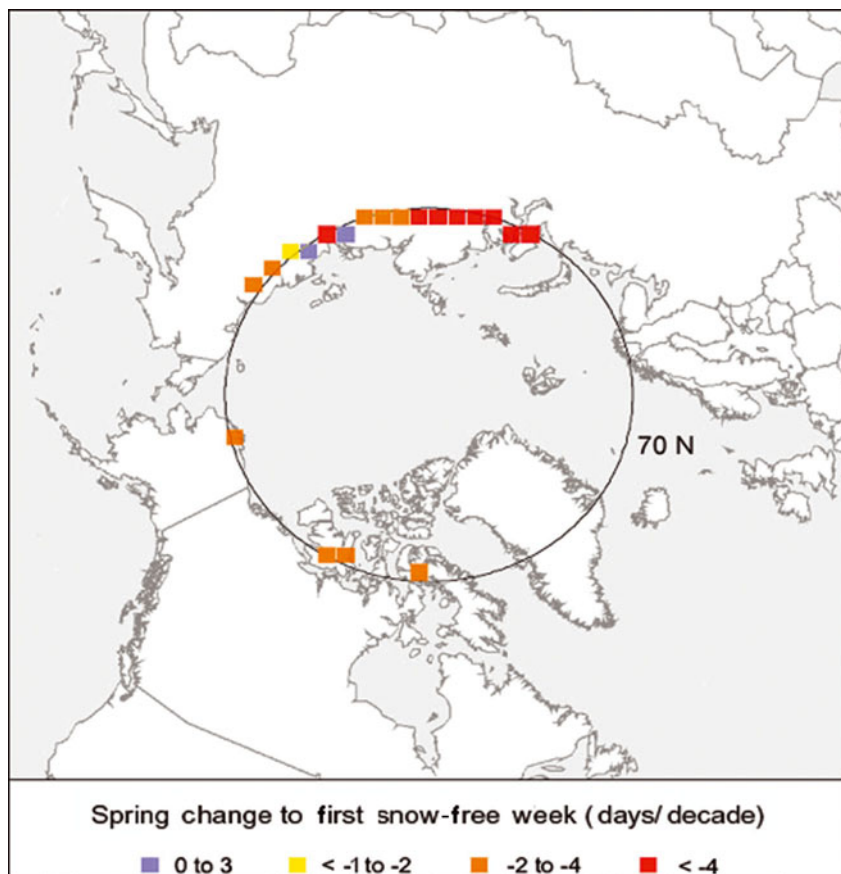 70 N
Spring change to first snow-free week (days/decade)
0 to 3 < -1 to -2 -2 to -4 < -4